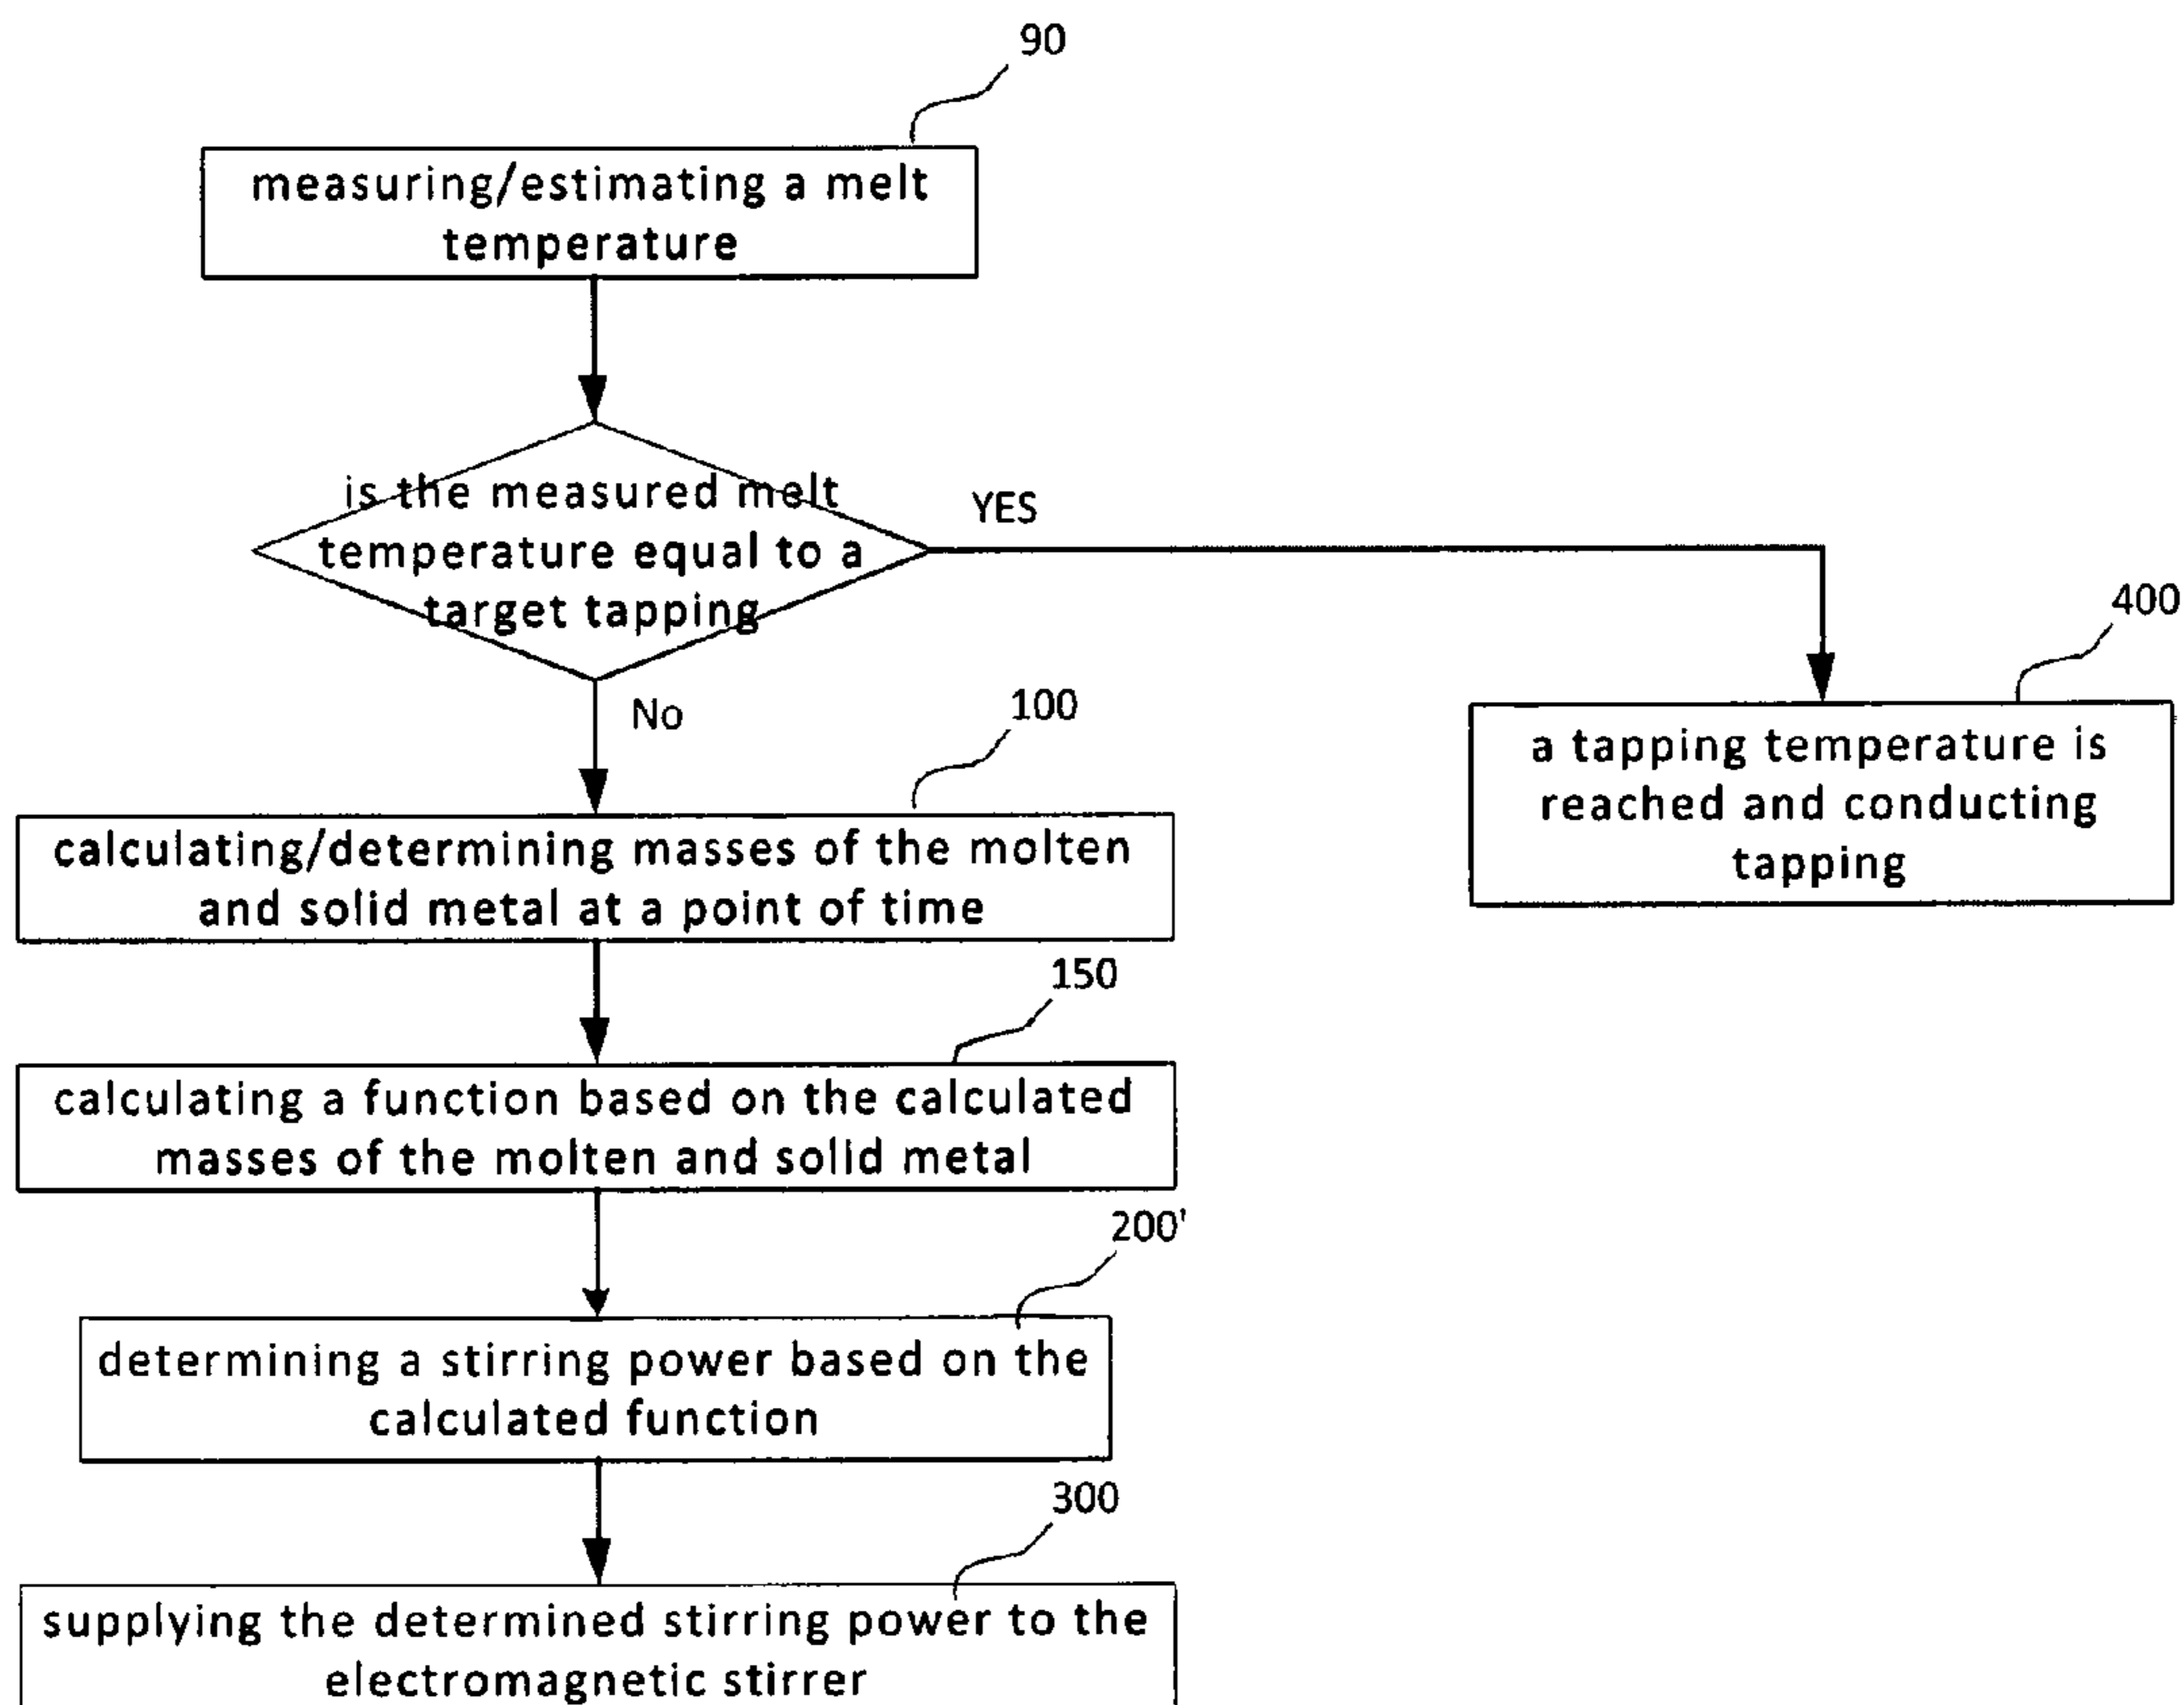 90
measuring/estimating a melt
temperature
is the measured melt
temperature equal to a
target tapping
YES
400
a tapping temperature is
reached and conducting
tapping
No
100
calculating/determining masses of the molten
and solid metal at a point of time
150
calculating a function based on the calculated
masses of the molten and solid metal
200'
determining a stirring power based on the
calculated function
300
supplying the determined stirring power to the
electromagnetic stirrer